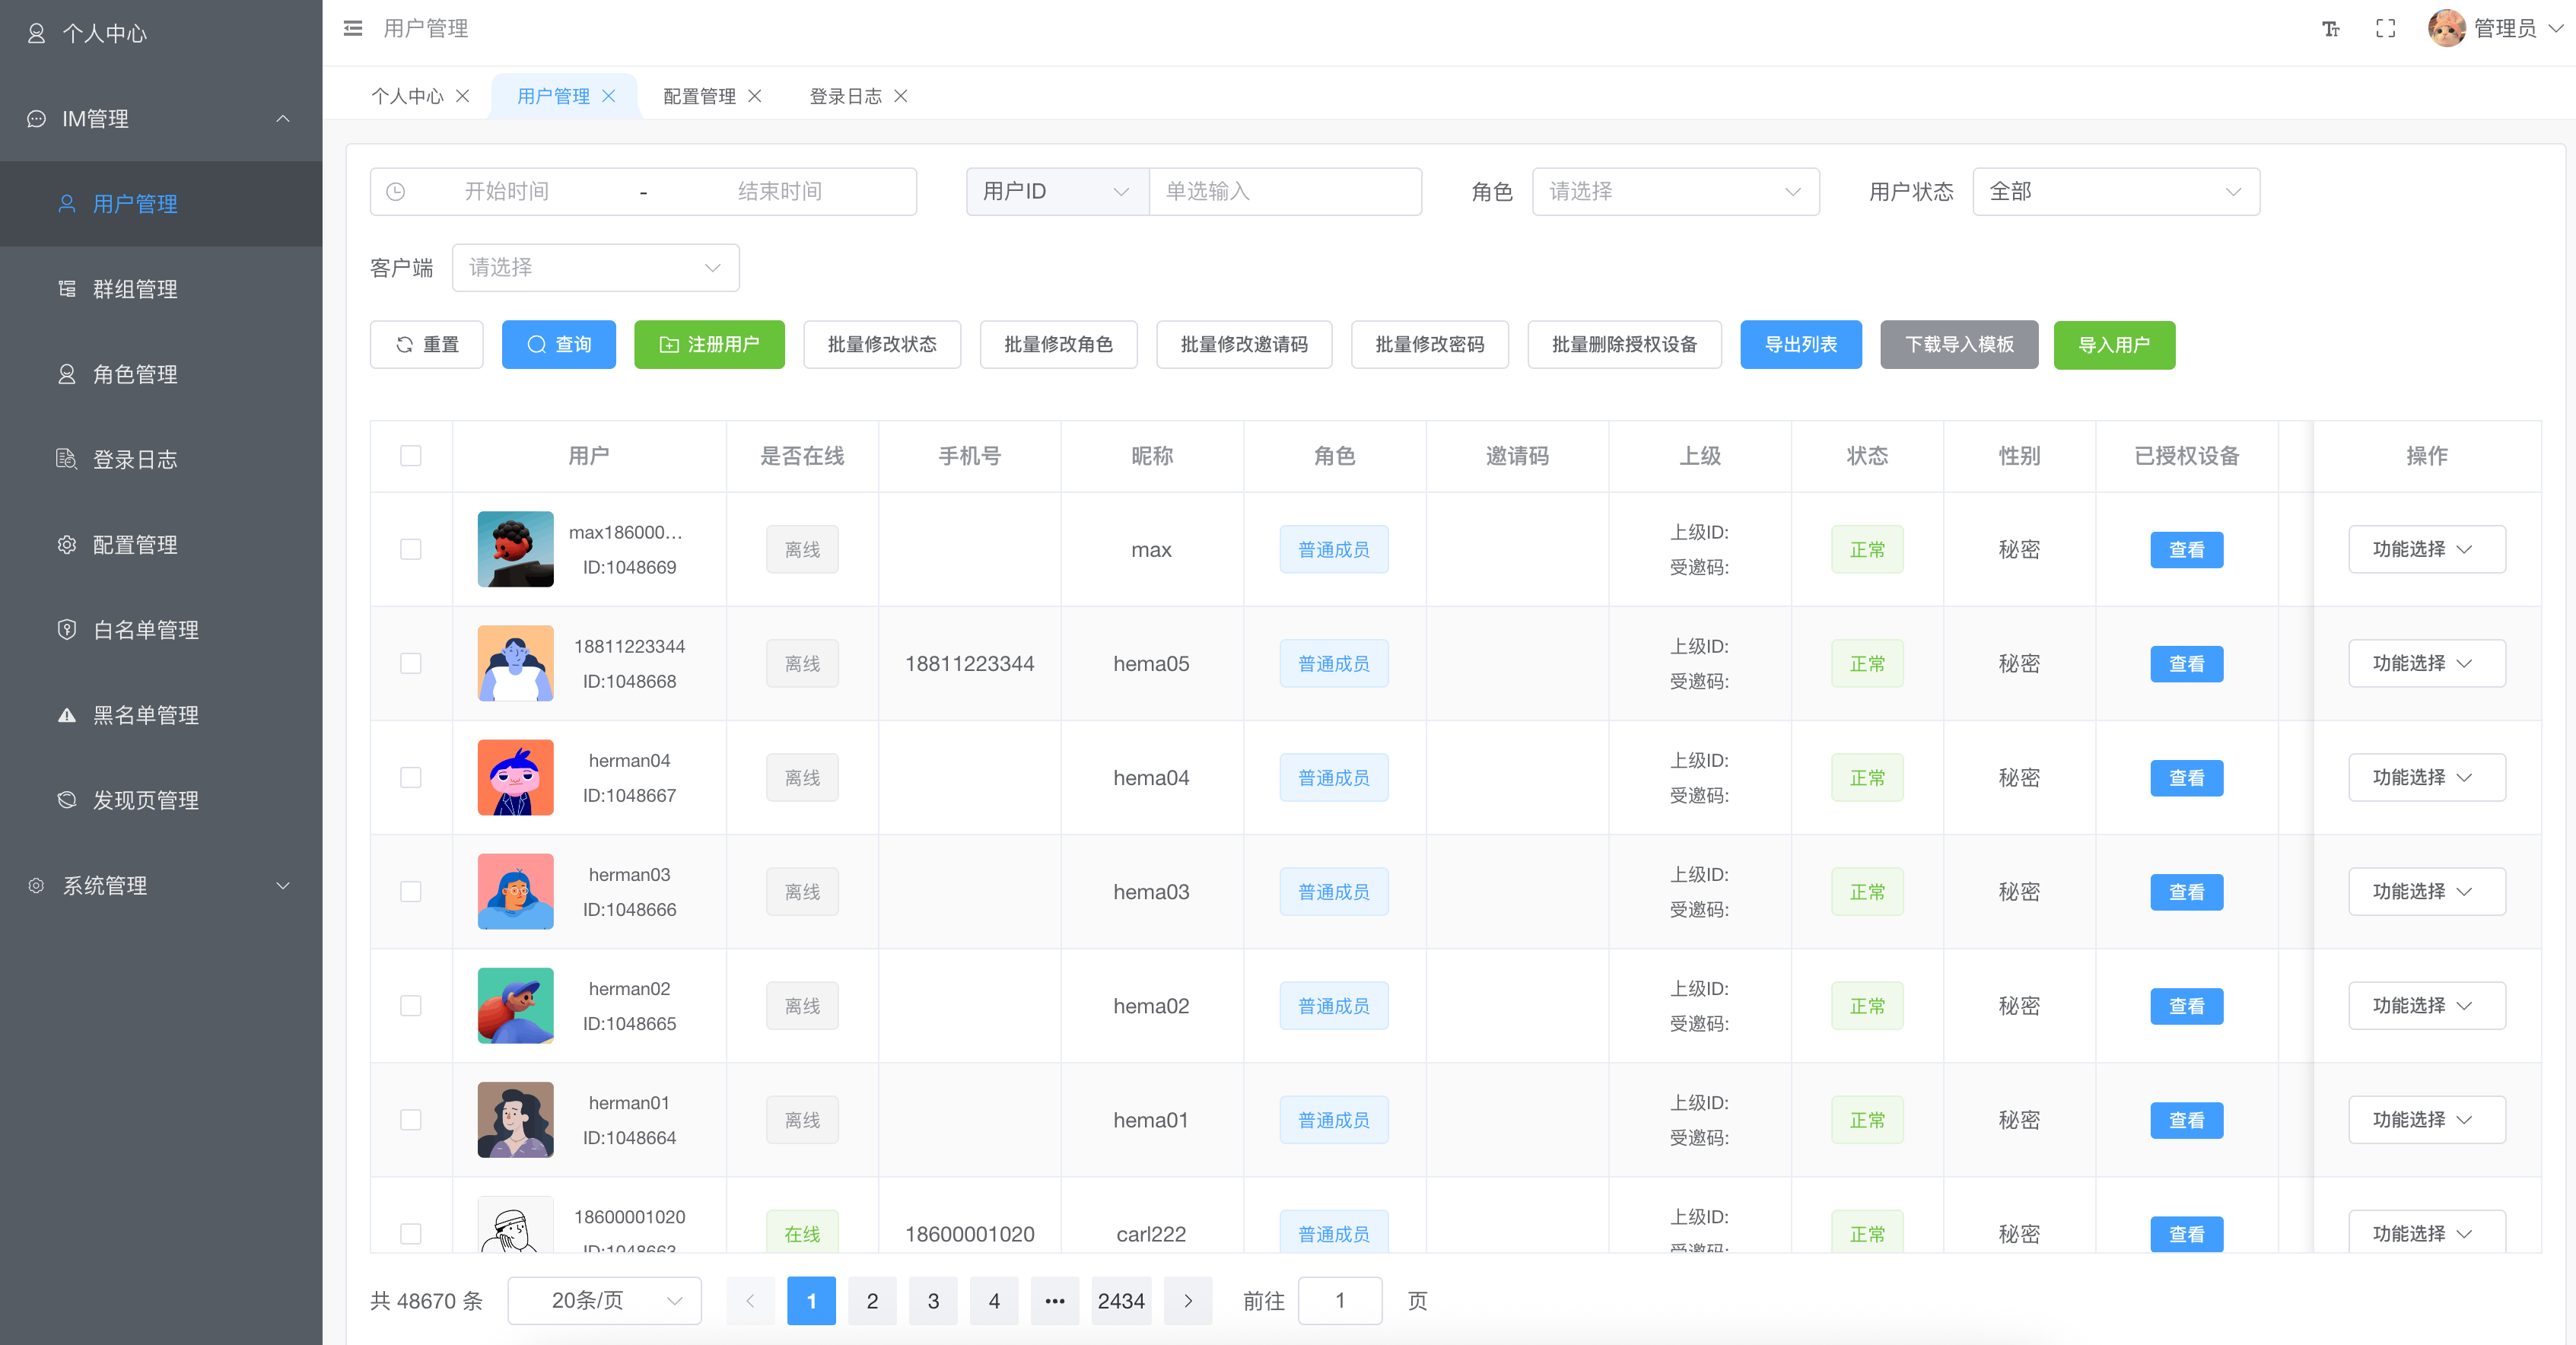 个人中心
IM管理
用户管理
群组管理
角色管理
登录日志
配置管理
白名单管理
黑名单管理
发现页管理
系统管理
用户管理
管理员
个人中心 用户管理 配置管理 登录日志
开始时间 - 结束时间 用户ID 单选输入 角色 请选择 用户状态 全部
客户端 请选择
重置 查询 注册用户 批量修改状态 批量修改角色 批量修改邀请码 批量修改密码 批量删除授权设备 导出列表 下载导入模板 导入用户
用户 是否在线 手机号 昵称 角色 邀请码 上级 状态 性别 已授权设备 操作
max186000... 上级ID:
离线 max 普通成员 正常 秘密 查看 功能选择
ID:1048669 受邀码:
18811223344 上级ID:
离线 18811223344 hema05 普通成员 正常 秘密 查看 功能选择
ID:1048668 受邀码:
herman04 上级ID:
离线 hema04 普通成员 正常 秘密 查看 功能选择
ID:1048667 受邀码:
herman03 上级ID:
离线 hema03 普通成员 正常 秘密 查看 功能选择
ID:1048666 受邀码:
herman02 上级ID:
离线 hema02 普通成员 正常 秘密 查看 功能选择
ID:1048665 受邀码:
herman01 上级ID:
离线 hema01 普通成员 正常 秘密 查看 功能选择
ID:1048664 受邀码:
18600001020 上级ID:
在线 18600001020 carl222 普通成员 正常 秘密 查看 功能选择
ID:1048663 受邀码:
共 48670 条 20条/页 1 2 3 4 ••• 2434 前往 1 页